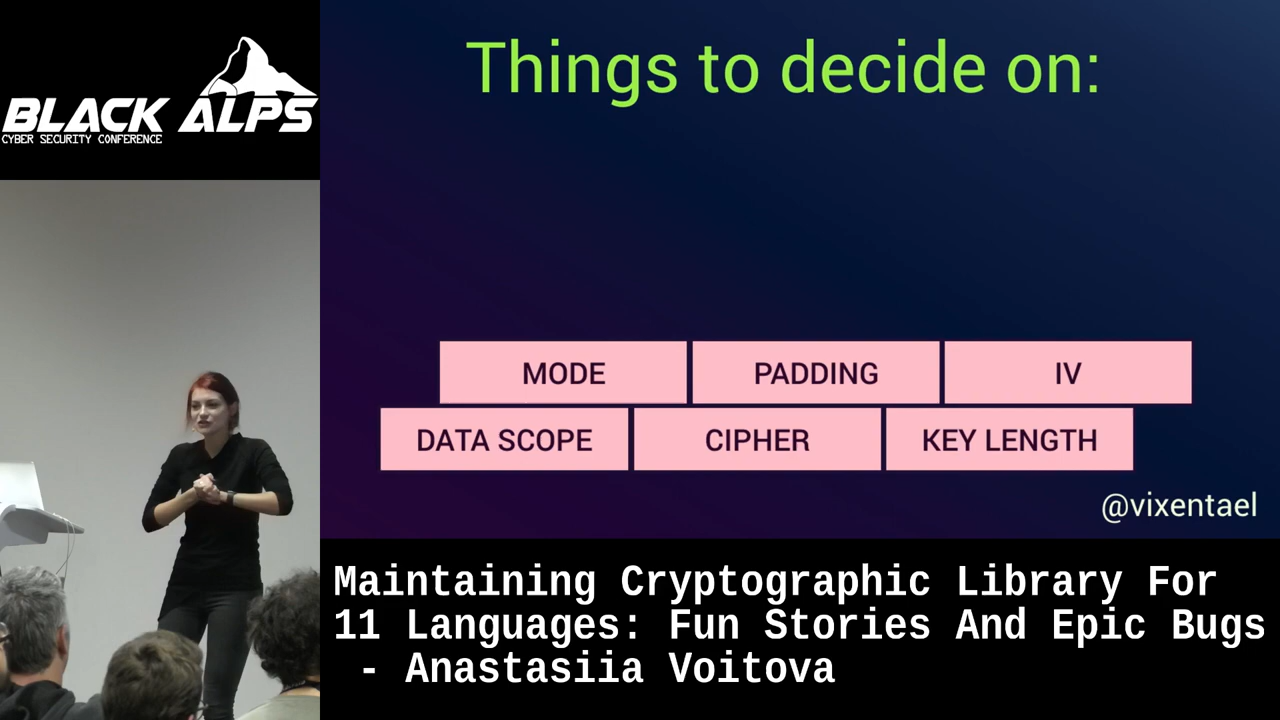 BLACK ALPS
CYBER SECURITY CONFERENCE
Things to decide on:
MODE PADDING IV
DATA SCOPE CIPHER KEY LENGTH
@vixentael
Maintaining Cryptographic Library For
11 Languages: Fun Stories And Epic Bugs
- Anastasiia Voitova